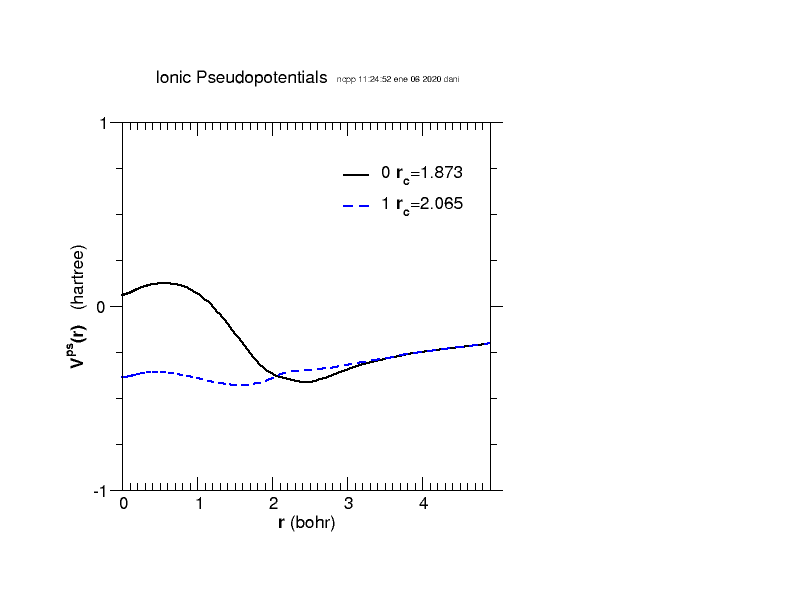 Ionic Pseudopotentials ncpp 11:24:52 ene 06 2020 dani
1
0 rc=1.873
1 rc=2.065
0
-1
Vps(r) (hartree)
0 1 2 3 4
r (bohr)